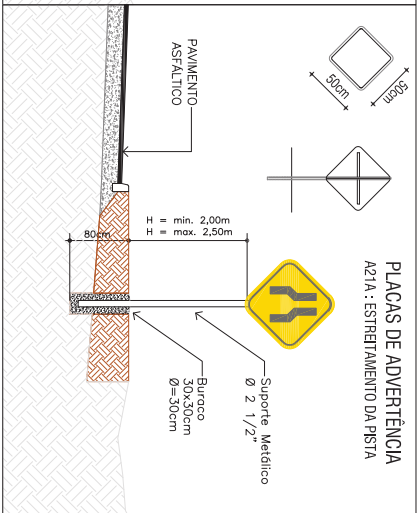 PLACAS DE ADVERTÊNCIA
A21A : ESTREITAMENTO DA PISTA
50cm
50cm
PAVIMENTO
ASFÁLTICO
H = min. 2,00m
H = max. 2,50m
80cm
Suporte Metálico
Ø 2 1/2"
Buraco
30x30cm
Ø=30cm